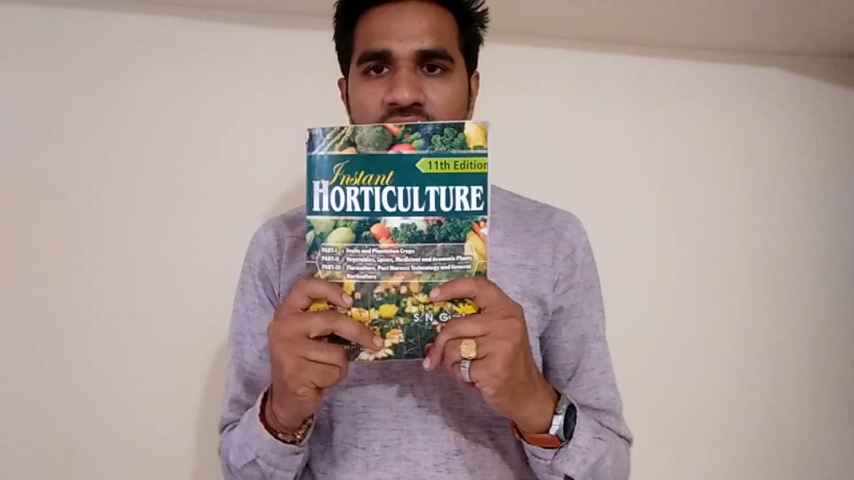 11th Edition
Instant
HORTICULTURE
PART-I : Fruits and Plantation Crops
PART-II : Vegetables, Spices, Medicinal and Aromatic Plants
PART-III : Floriculture, Post Harvest Technology and General
Horticulture
S. N.